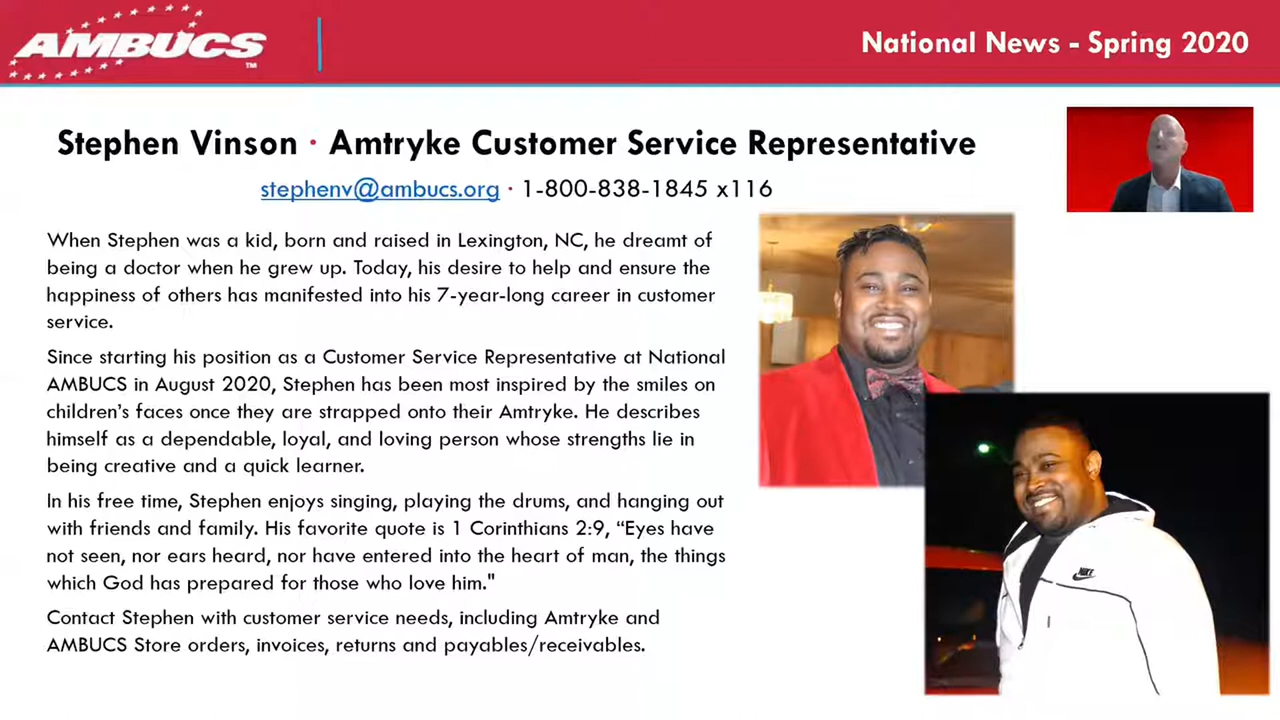 AMBUCS
TM
National News - Spring 2020
Stephen Vinson · Amtryke Customer Service Representative
stephenv@ambucs.org · 1-800-838-1845 x116
When Stephen was a kid, born and raised in Lexington, NC, he dreamt of
being a doctor when he grew up. Today, his desire to help and ensure the
happiness of others has manifested into his 7-year-long career in customer
service.
Since starting his position as a Customer Service Representative at National
AMBUCS in August 2020, Stephen has been most inspired by the smiles on
children's faces once they are strapped onto their Amtryke. He describes
himself as a dependable, loyal, and loving person whose strengths lie in
being creative and a quick learner.
In his free time, Stephen enjoys singing, playing the drums, and hanging out
with friends and family. His favorite quote is 1 Corinthians 2:9, “Eyes have
not seen, nor ears heard, nor have entered into the heart of man, the things
which God has prepared for those who love him."
Contact Stephen with customer service needs, including Amtryke and
AMBUCS Store orders, invoices, returns and payables/receivables.
NIKE